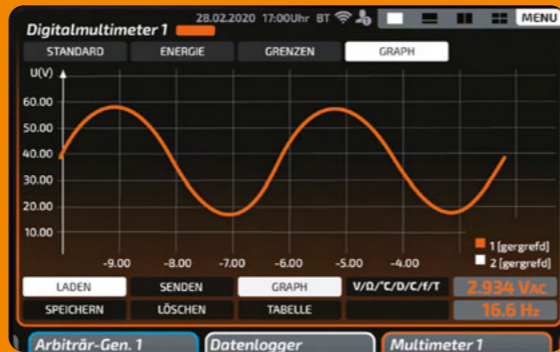 28.02.2020 17:00Uhr BT MENU
Digitalmultimeter 1
STANDARD ENERGIE GRENZEN GRAPH
U(V)
60.00
50.00
40.00
30.00
20.00
10.00
-9.00 -8.00 -7.00 -6.00 -5.00 -4.00
1 [gergrefd]
2 [gergrefd]
LADEN SENDEN GRAPH V/Ω/°C/D/C/f/T 2.934 VAC
SPEICHERN LÖSCHEN TABELLE 16.6 Hz
Arbiträr-Gen. 1 Datenlogger Multimeter 1